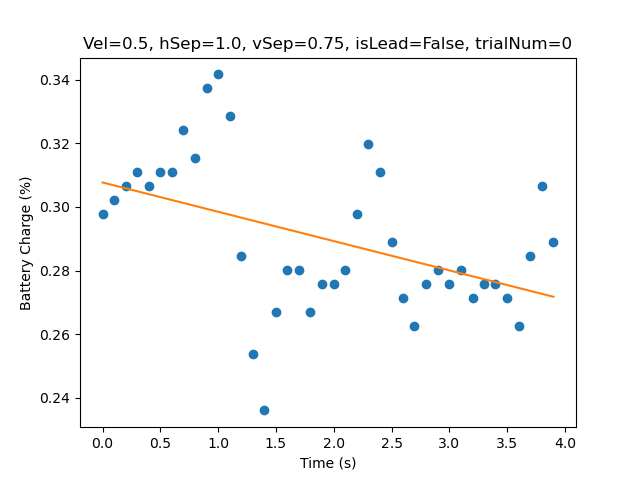 Vel=0.5, hSep=1.0, vSep=0.75, isLead=False, trialNum=0
Battery Charge (%)
0.34
0.32
0.30
0.28
0.26
0.24
0.0 0.5 1.0 1.5 2.0 2.5 3.0 3.5 4.0
Time (s)